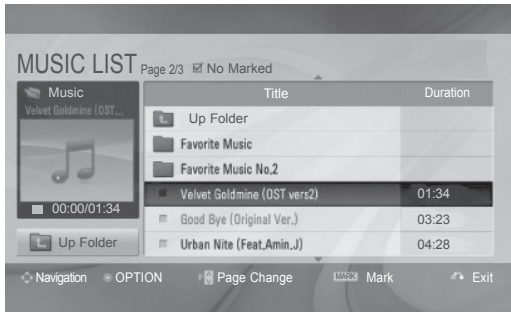 MUSIC LIST Page 2/3 No Marked
Music
Velvet Goldmine (OST...
00:00/01:34
Up Folder
Title Duration
Up Folder
Favorite Music
Favorite Music No.2
Velvet Goldmine (OST vers2) 01:34
Good Bye (Original Ver.) 03:23
Urban Nite (Feat.Amin.J) 04:28
Navigation OPTION P Page Change MARK Mark Exit